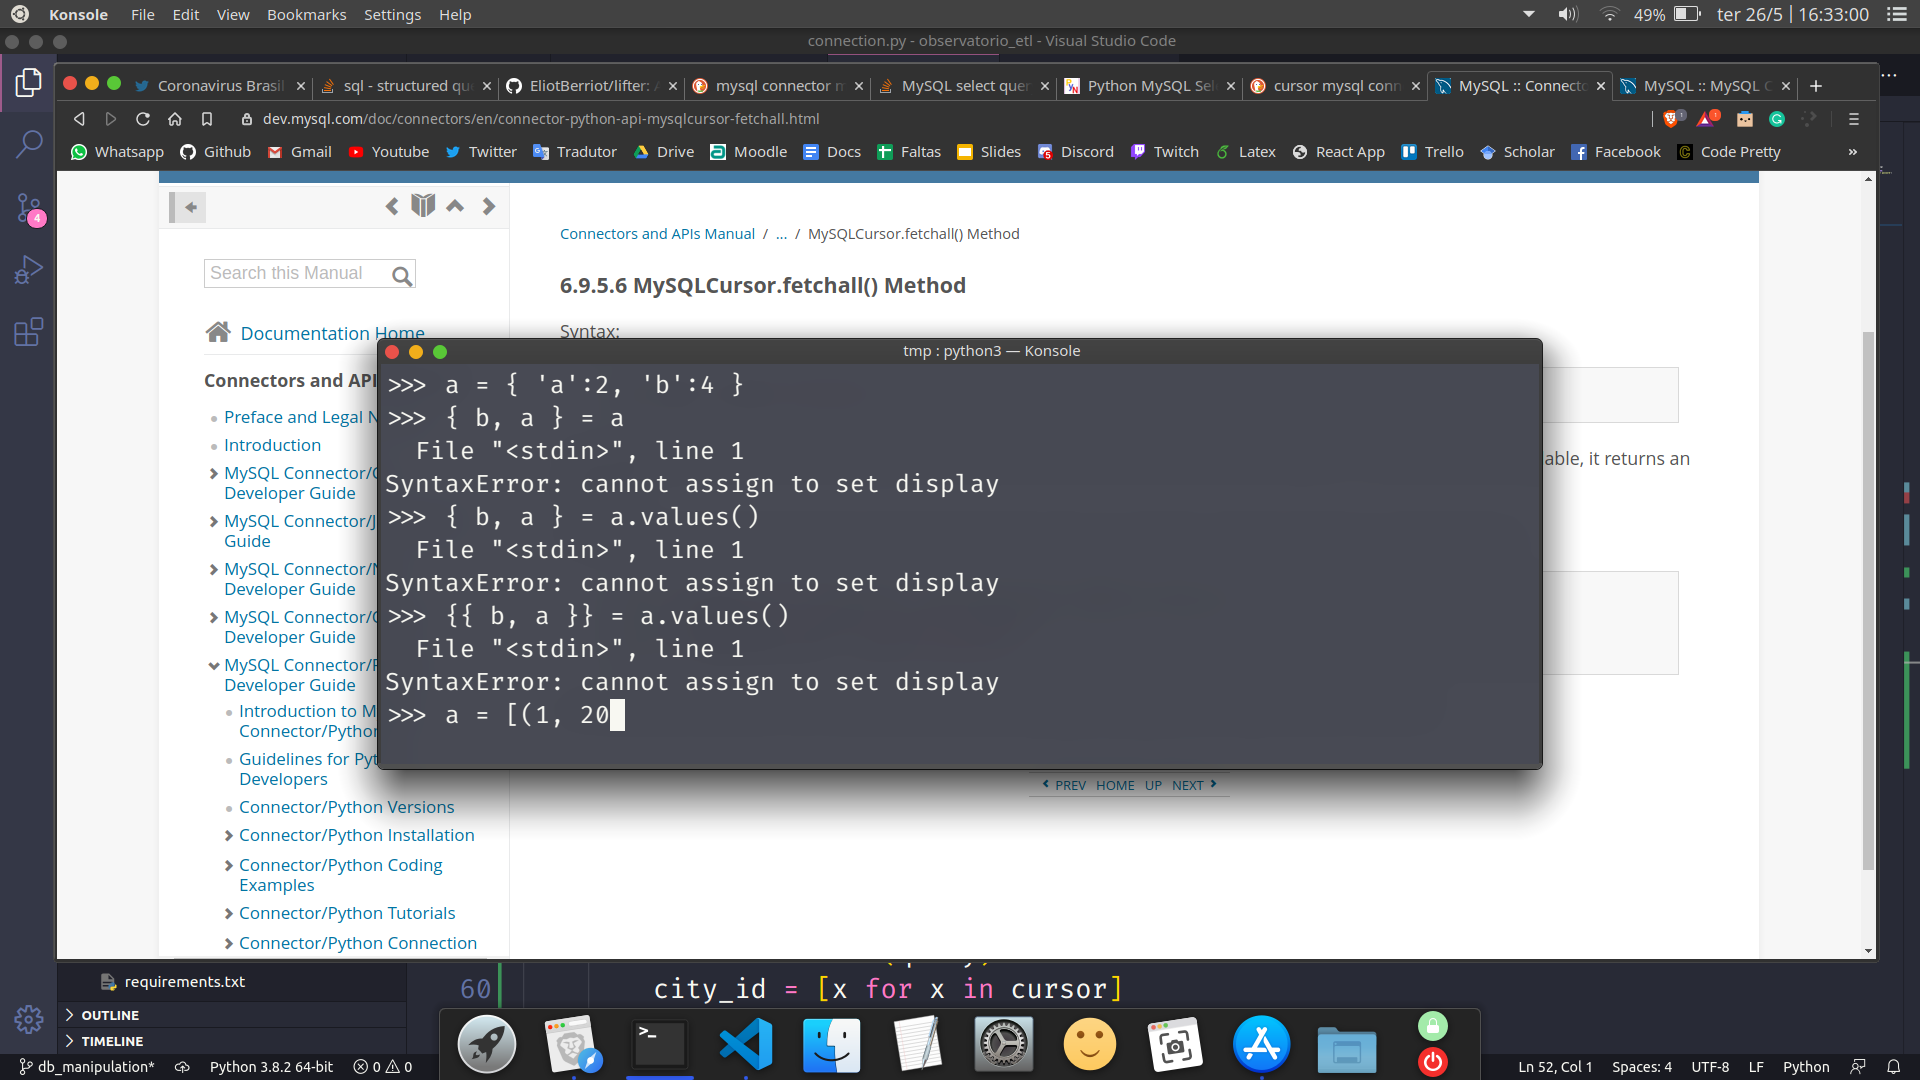 Konsole File Edit View Bookmarks Settings Help 49% ter 26/5 | 16:33:00
connection.py - observatorio_etl - Visual Studio Code
Coronavirus Brasil sql - structured qu EliotBerriot/lifter: mysql connector MySQL select quer Python MySQL Sel cursor mysql conn MySQL :: Connecto MySQL :: MySQL
dev.mysql.com/doc/connectors/en/connector-python-api-mysqlcursor-fetchall.html
Whatsapp Github Gmail Youtube Twitter Tradutor Drive Moodle Docs Faltas Slides Discord Twitch Latex React App Trello Scholar Facebook Code Pretty »
4
Connectors and APIs Manual / ... / MySQLCursor.fetchall() Method
Search this Manual
6.9.5.6 MySQLCursor.fetchall() Method
Documentation Home
Syntax:
Connectors and API
Preface and Legal N
Introduction
MySQL Connector/
Developer Guide
MySQL Connector/J
Guide
MySQL Connector/N
Developer Guide
MySQL Connector/
Developer Guide
MySQL Connector/P
Developer Guide
Introduction to M
Connector/Python
Guidelines for Pyt
Developers
Connector/Python Versions
Connector/Python Installation
Connector/Python Coding
Examples
Connector/Python Tutorials
Connector/Python Connection
able, it returns an
tmp : python3 — Konsole
>>> a = { 'a':2, 'b':4 }
>>> { b, a } = a
File "<stdin>", line 1
SyntaxError: cannot assign to set display
>>> { b, a } = a.values()
File "<stdin>", line 1
SyntaxError: cannot assign to set display
>>> {{ b, a }} = a.values()
File "<stdin>", line 1
SyntaxError: cannot assign to set display
>>> a = [(1, 20
PREV HOME UP NEXT
requirements.txt
60 city_id = [x for x in cursor]
OUTLINE
TIMELINE
db_manipulation* Python 3.8.2 64-bit 0 0 Ln 52, Col 1 Spaces: 4 UTF-8 LF Python